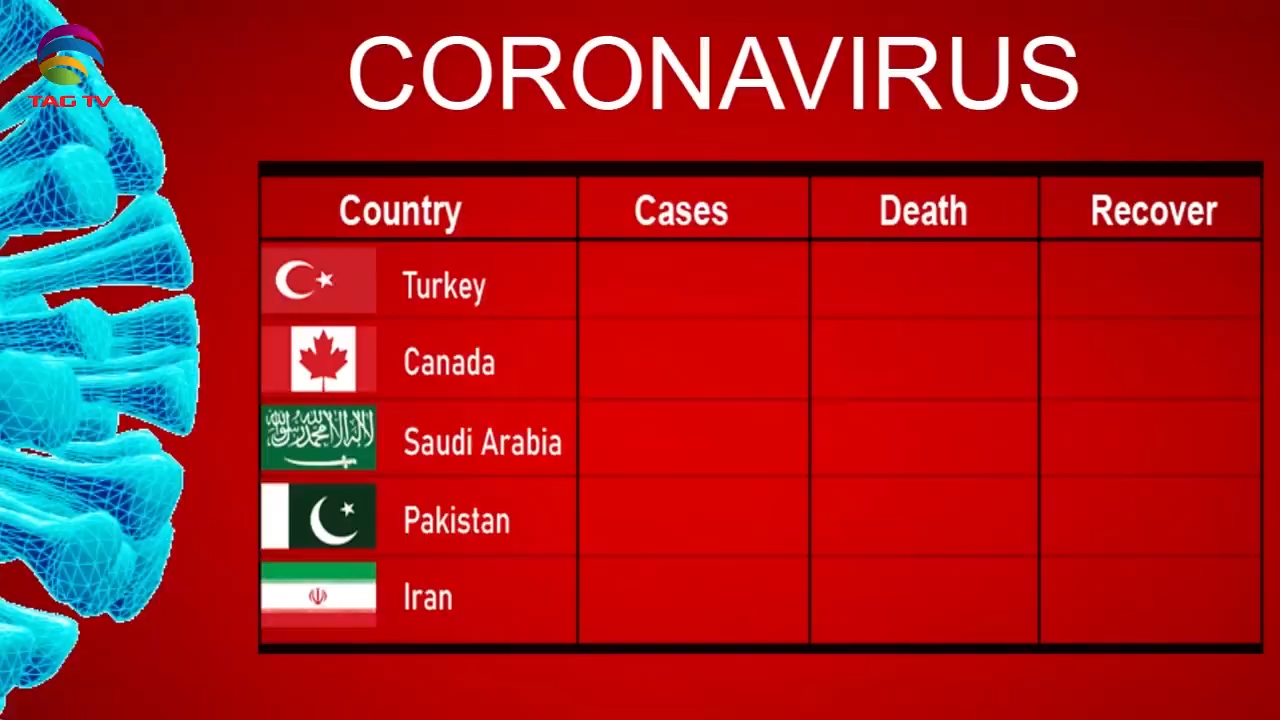 TAG TV
CORONAVIRUS
Country Cases Death Recover
Turkey
Canada
Saudi Arabia
Pakistan
Iran